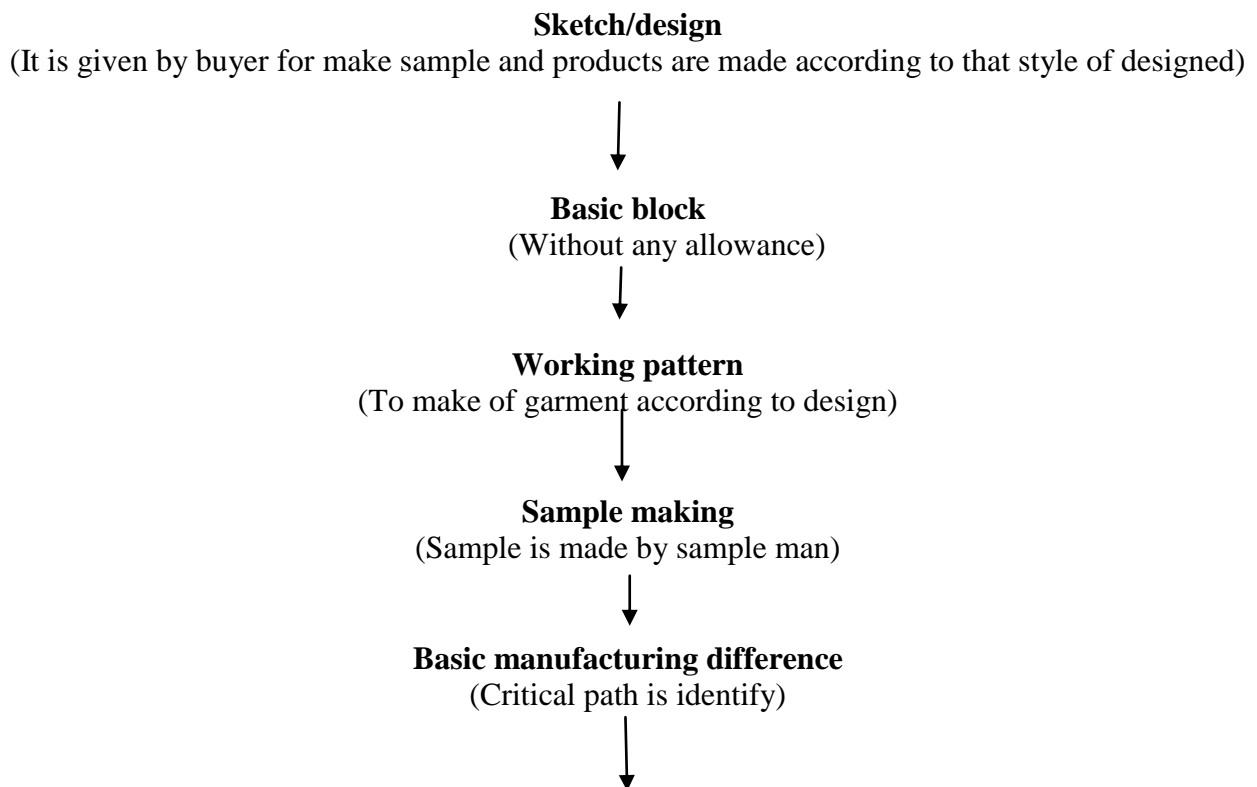 Sketch/design
(It is given by buyer for make sample and products are made according to that style of designed)
Basic block
(Without any allowance)
Working pattern
(To make of garment according to design)
Sample making
(Sample is made by sample man)
Basic manufacturing difference
(Critical path is identify)